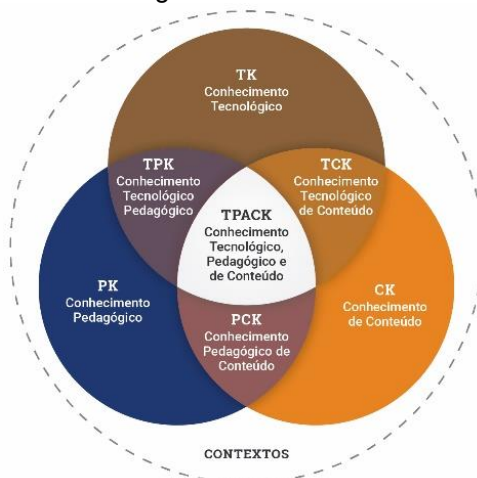 TK
Conhecimento
Tecnológico
TPK
Conhecimento
Tecnológico
Pedagógico
TCK
Conhecimento
Tecnológico
de Conteúdo
TPACK
Conhecimento
Tecnológico,
Pedagógico e
de Conteúdo
PK
Conhecimento
Pedagógico
CK
Conhecimento
de Conteúdo
PCK
Conhecimento
Pedagógico de
Conteúdo
CONTEXTOS